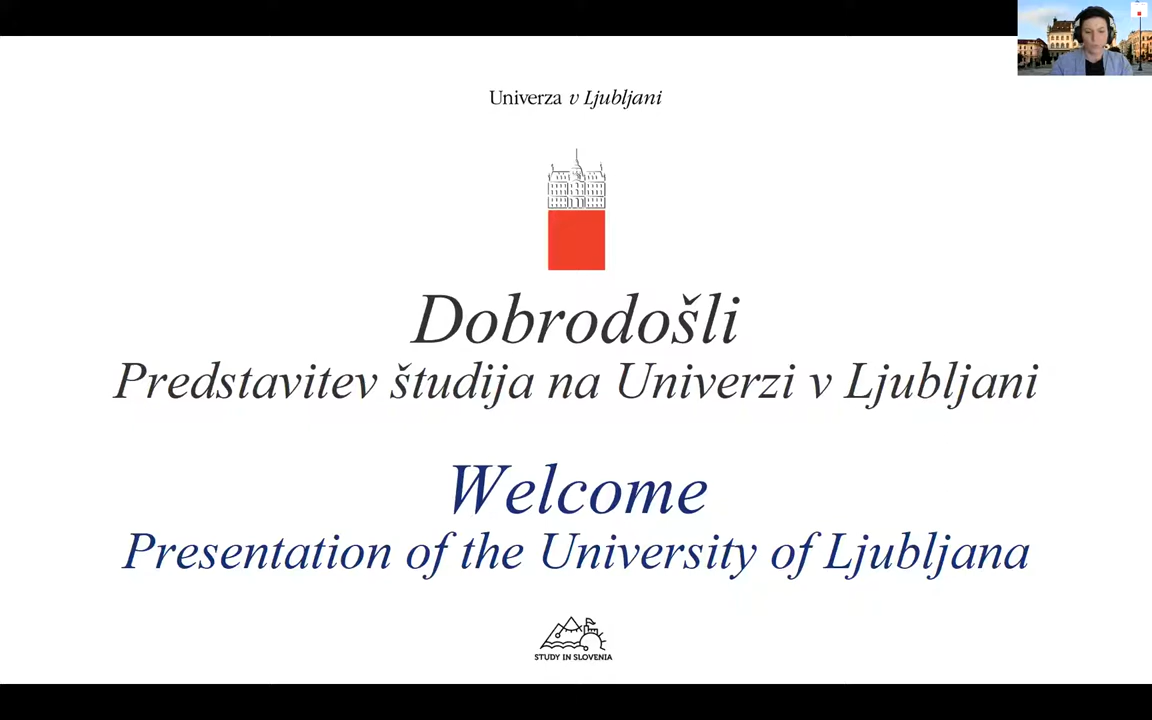 Univerza v Ljubljani
Dobrodošli
Predstavitev študija na Univerzi v Ljubljani
Welcome
Presentation of the University of Ljubljana
STUDY IN SLOVENIA